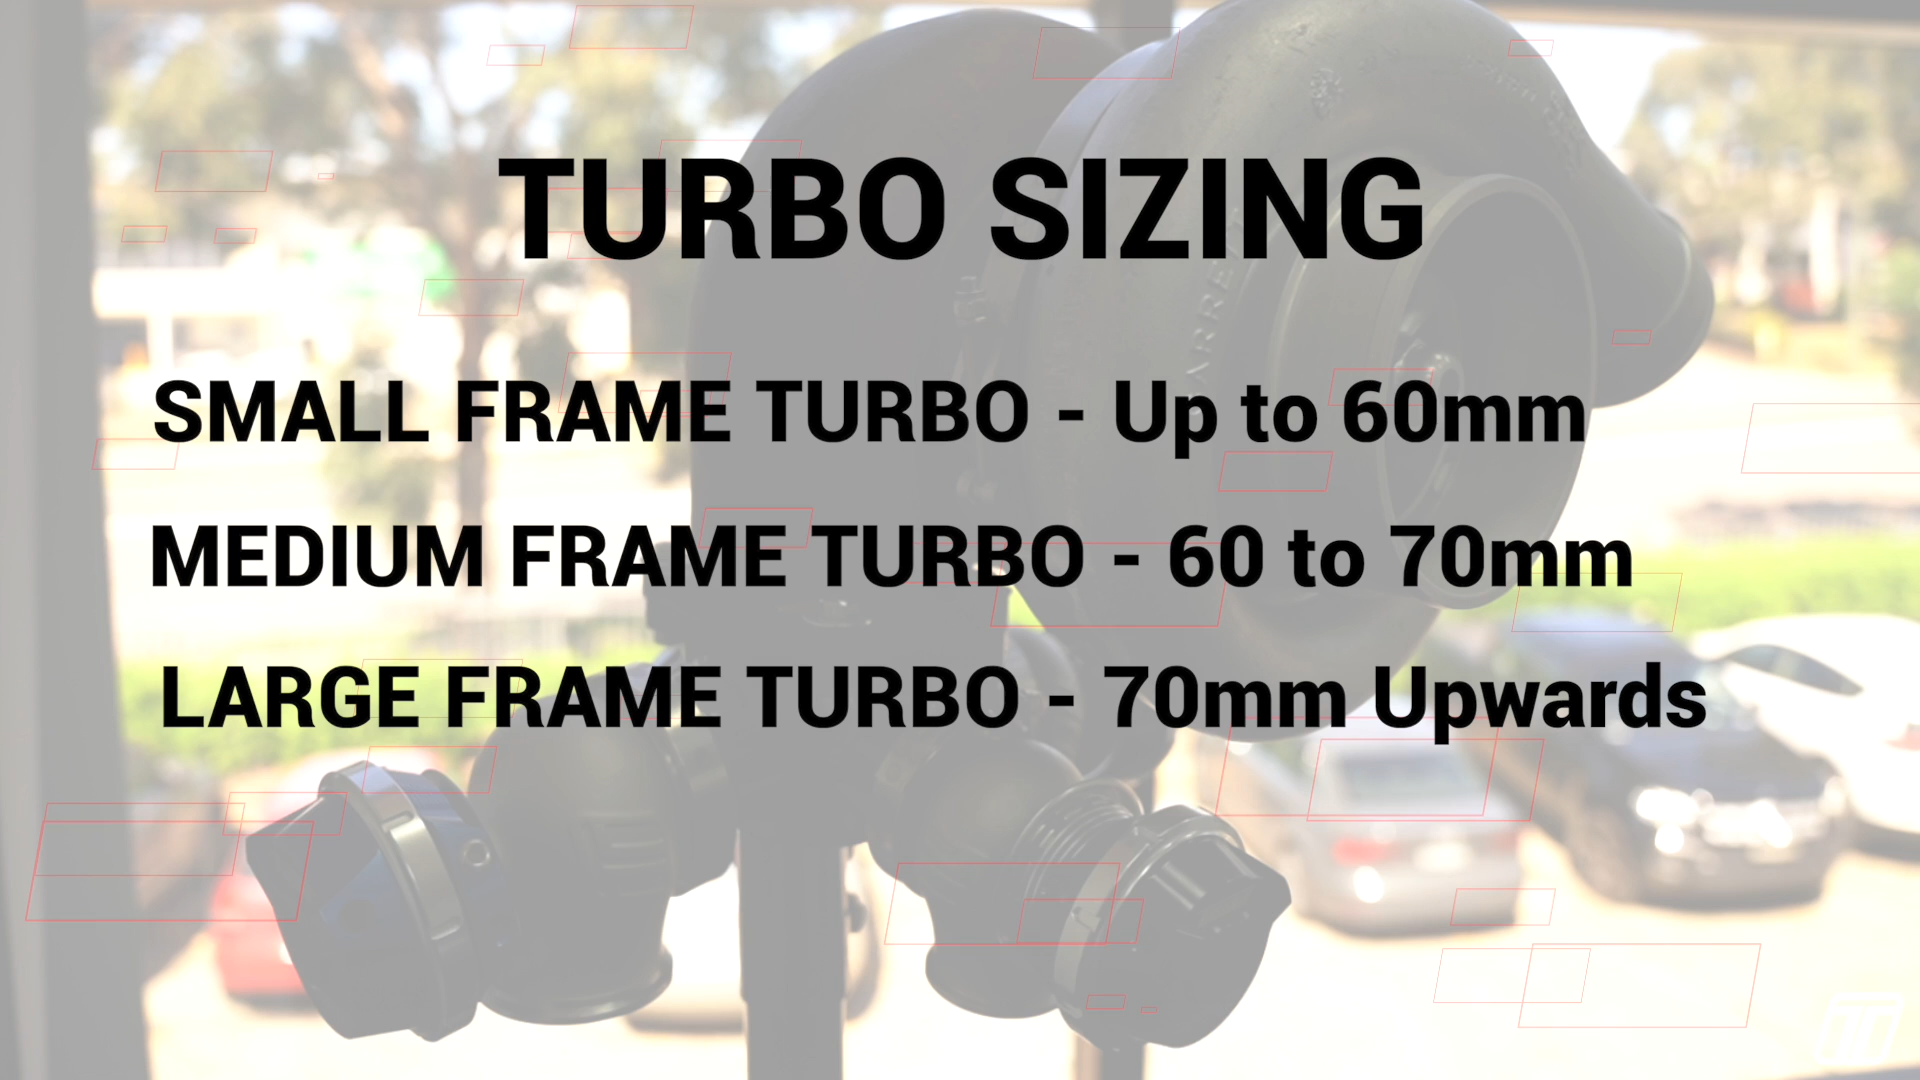 TURBO SIZING
SMALL FRAME TURBO - Up to 60mm
MEDIUM FRAME TURBO - 60 to 70mm
LARGE FRAME TURBO - 70mm Upwards